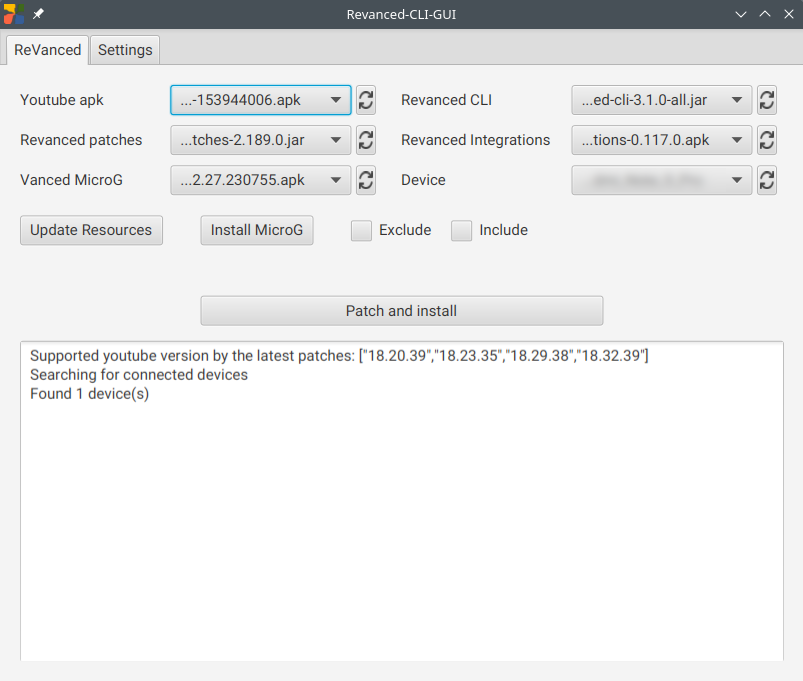 Revanced-CLI-GUI
ReVanced Settings
Youtube apk ...-153944006.apk Revanced CLI ...ed-cli-3.1.0-all.jar
Revanced patches ...tches-2.189.0.jar Revanced Integrations ...tions-0.117.0.apk
Vanced MicroG ...2.27.230755.apk Device
Update Resources Install MicroG Exclude Include
Patch and install
Supported youtube version by the latest patches: ["18.20.39","18.23.35","18.29.38","18.32.39"]
Searching for connected devices
Found 1 device(s)